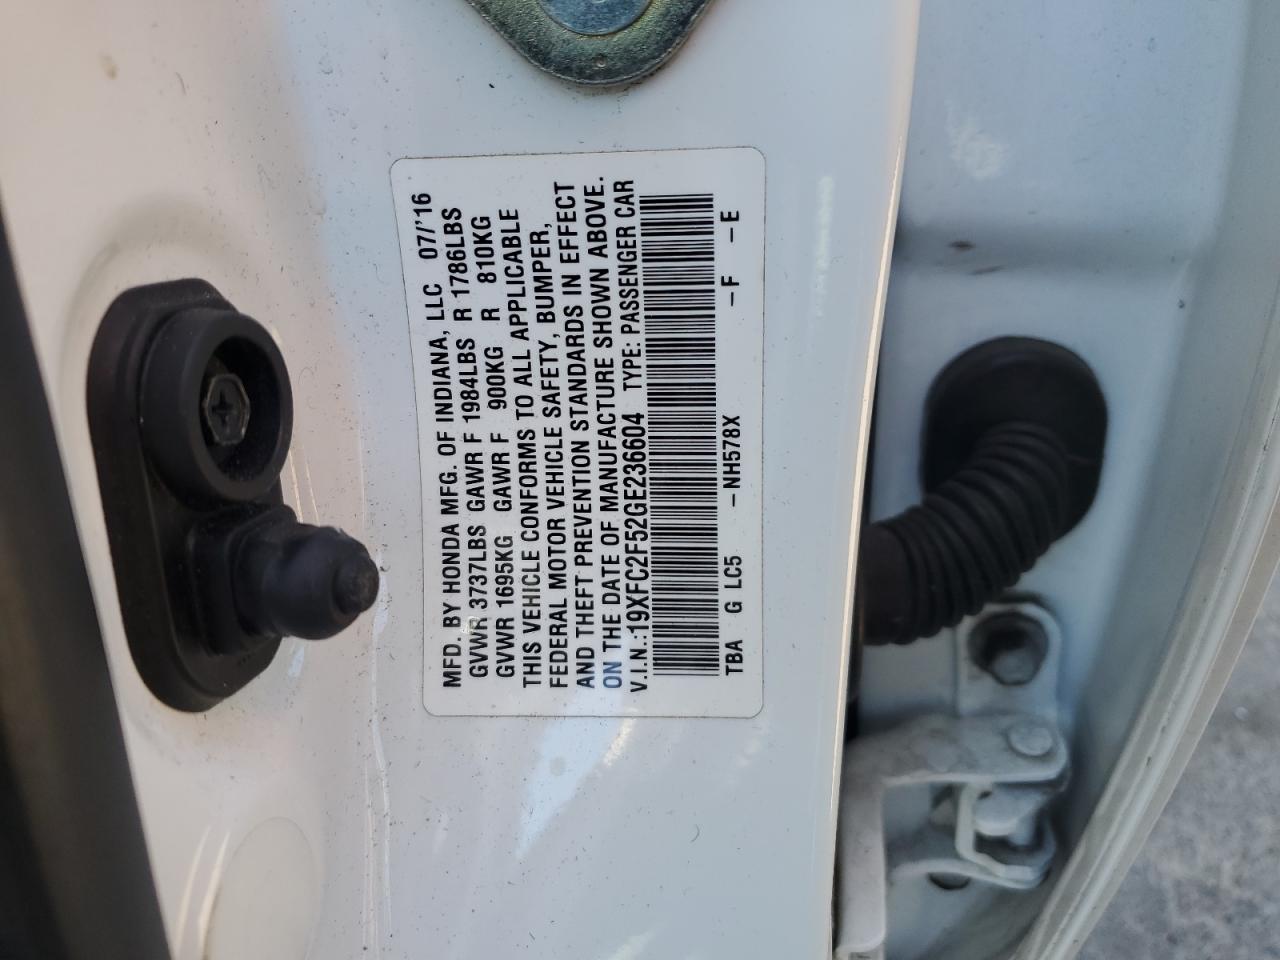 MFD. BY HONDA MFG. OF INDIANA, LLC 07/'16
GVWR 3737LBS GAWR F 1984LBS R 1786LBS
GVWR 1695KG GAWR F 900KG R 810KG
THIS VEHICLE CONFORMS TO ALL APPLICABLE
FEDERAL MOTOR VEHICLE SAFETY, BUMPER,
AND THEFT PREVENTION STANDARDS IN EFFECT
ON THE DATE OF MANUFACTURE SHOWN ABOVE.
V.I.N.:19XFC2F52GE236604 TYPE: PASSENGER CAR
TBA G LC5 –NH578X –F –E